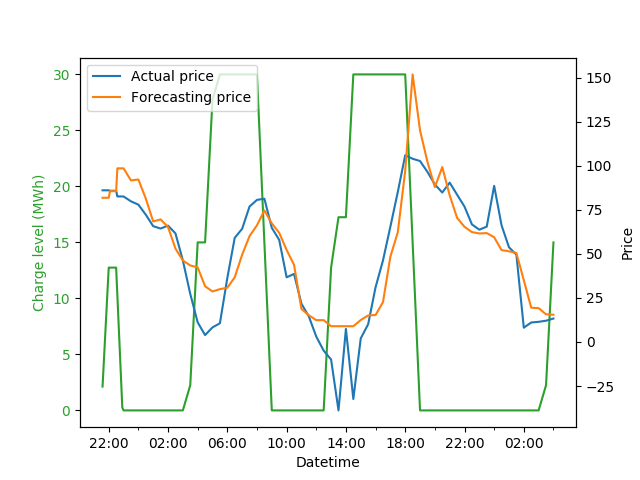 Actual price
Forecasting price
30
25
20
15
10
5
0
Charge level (MWh)
150
125
100
75
50
25
0
−25
Price
22:00 02:00 06:00 10:00 14:00 18:00 22:00 02:00
Datetime